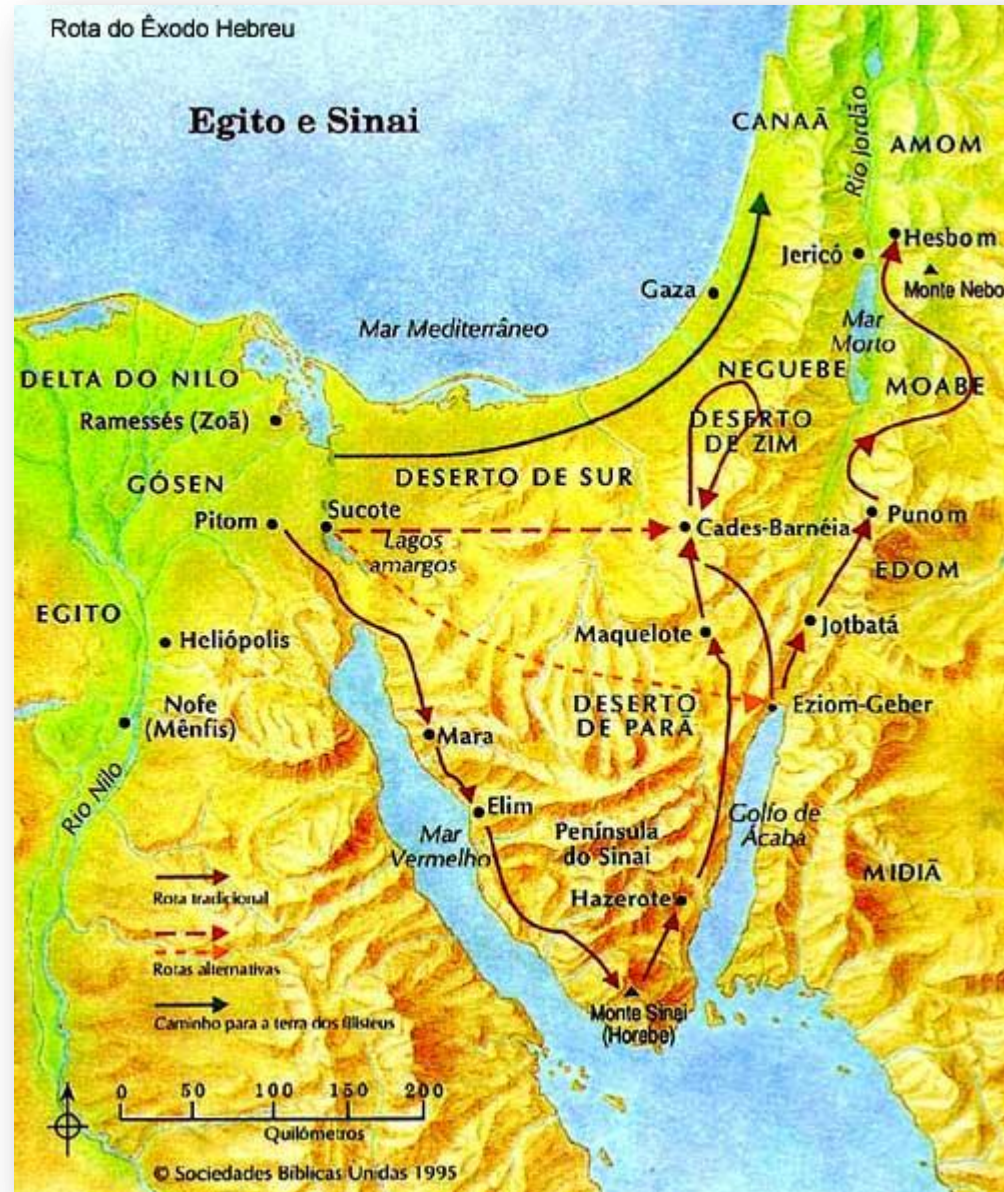 Rota do Êxodo Hebreu
Egito e Sinai
CANAÃ
Rio Jordão
AMOM
Hesbom
Jericó
Monte Nebo
Gaza
Mar Mediterrâneo
Mar
Morto
NEGUEBE
MOABE
DELTA DO NILO
Ramessés (Zoã)
DESERTO
DE ZIM
DESERTO DE SUR
GÓSEN
Pitom
Sucote
Lagos
amargos
Cades-Barnéia
Punom
EDOM
EGITO
Heliópolis
Maquelote
Jotbatá
Nofe
(Mênfis)
DESERTO
DE PARÃ
Eziom-Geber
Mara
Rio Nilo
Elim
Mar
Vermelho
Península
do Sinai
Golfo de
Ácaba
MIDIÃ
Hazerote
Rota tradicional
Rotas alternativas
Monte Sinai
(Horebe)
Caminho para a terra dos filisteus
0 50 100 150 200
Quilômetros
© Sociedades Bíblicas Unidas 1995